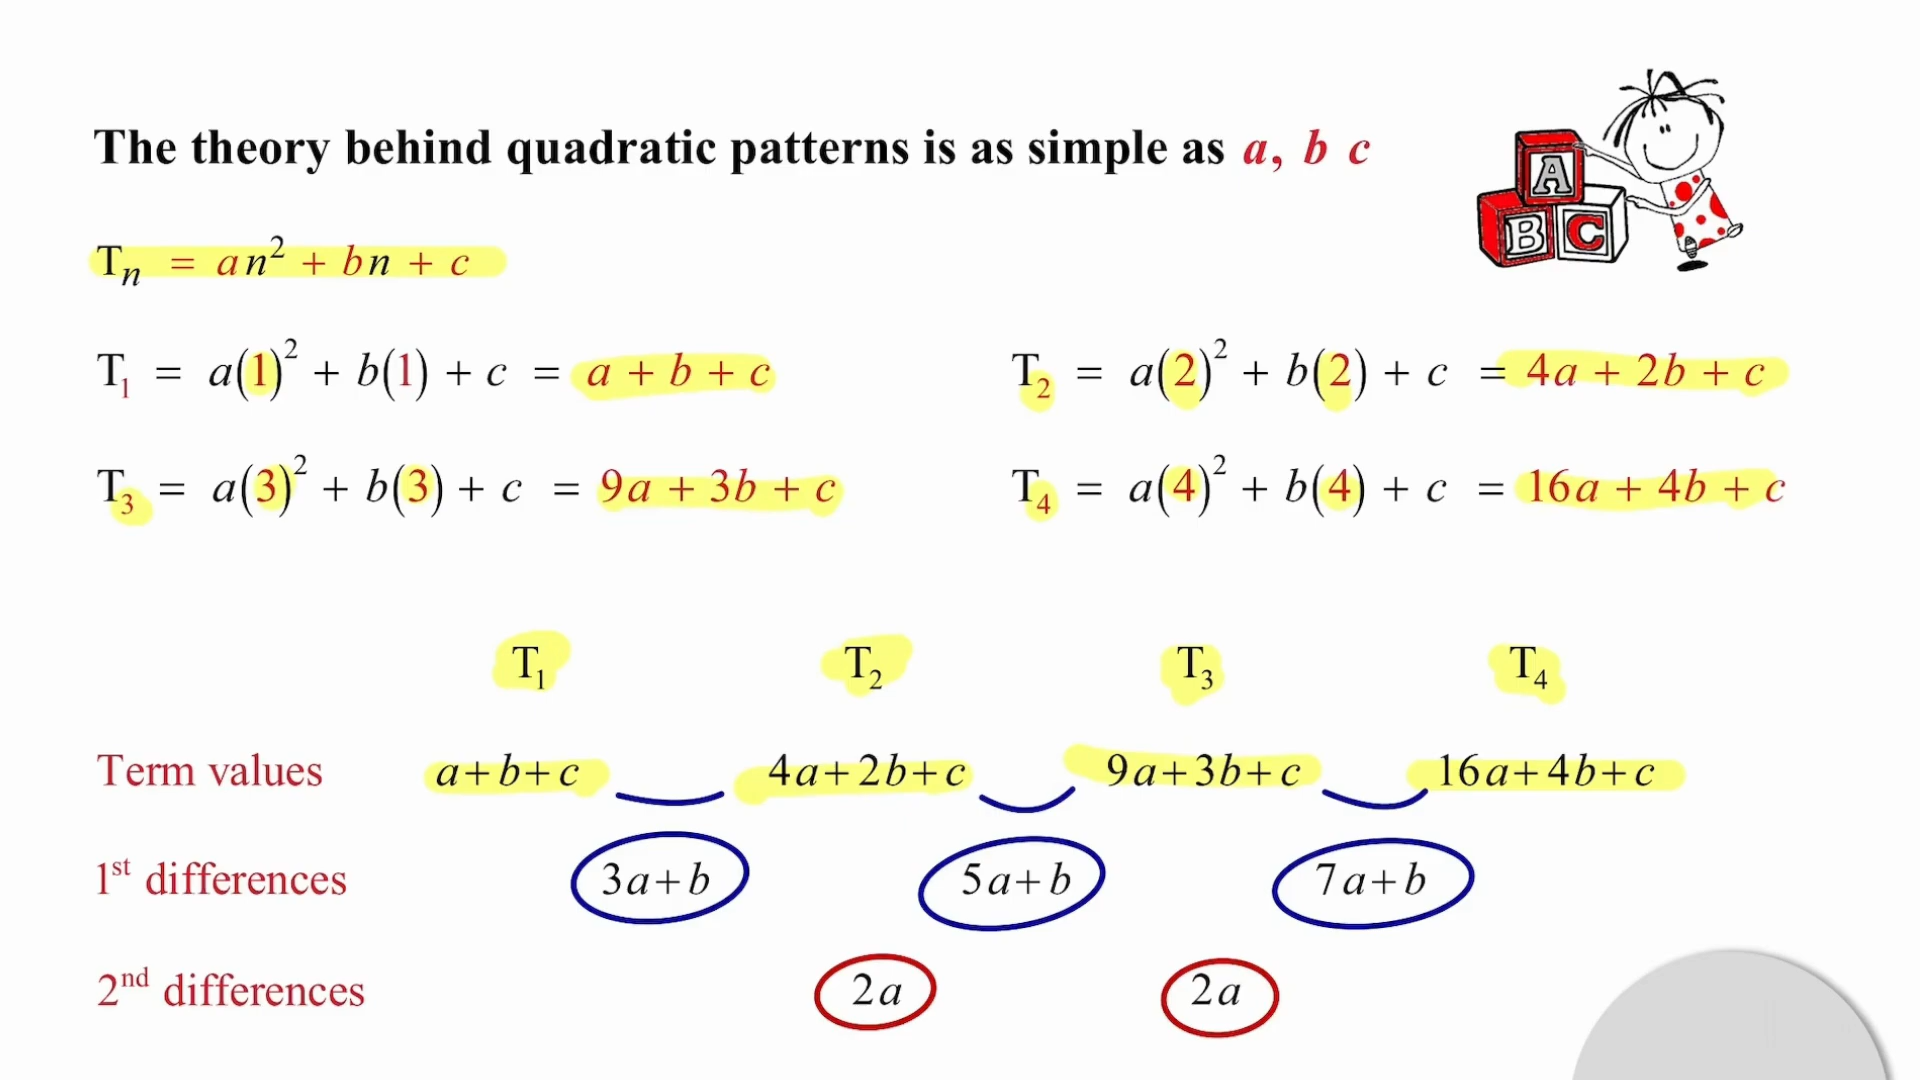 The theory behind quadratic patterns is as simple as a, b c
A
B C
Tₙ = an² + bn + c
T₁ = a(1)² + b(1) + c = a + b + c
T₂ = a(2)² + b(2) + c = 4a + 2b + c
T₃ = a(3)² + b(3) + c = 9a + 3b + c
T₄ = a(4)² + b(4) + c = 16a + 4b + c
T₁ T₂ T₃ T₄
Term values a+b+c 4a+2b+c 9a+3b+c 16a+4b+c
1st differences 3a+b 5a+b 7a+b
2nd differences 2a 2a